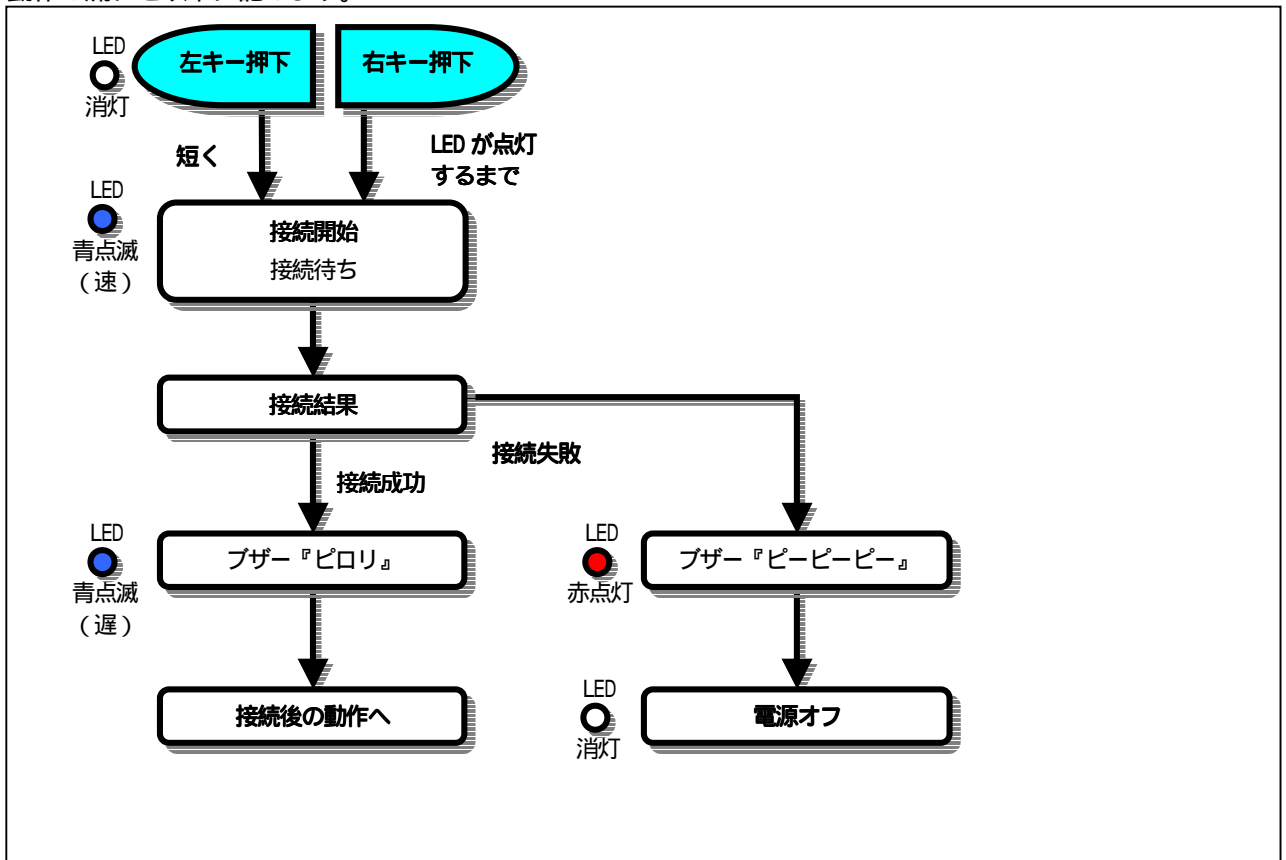 LED
消灯
左キー押下
右キー押下
短く
LED が点灯
するまで
LED
青点滅
(速)
接続開始
接続待ち
接続結果
接続失敗
接続成功
LED
青点滅
(遅)
ブザー『ピロリ』
LED
赤点灯
ブザー『ピーピーピー』
接続後の動作へ
LED
消灯
電源オフ